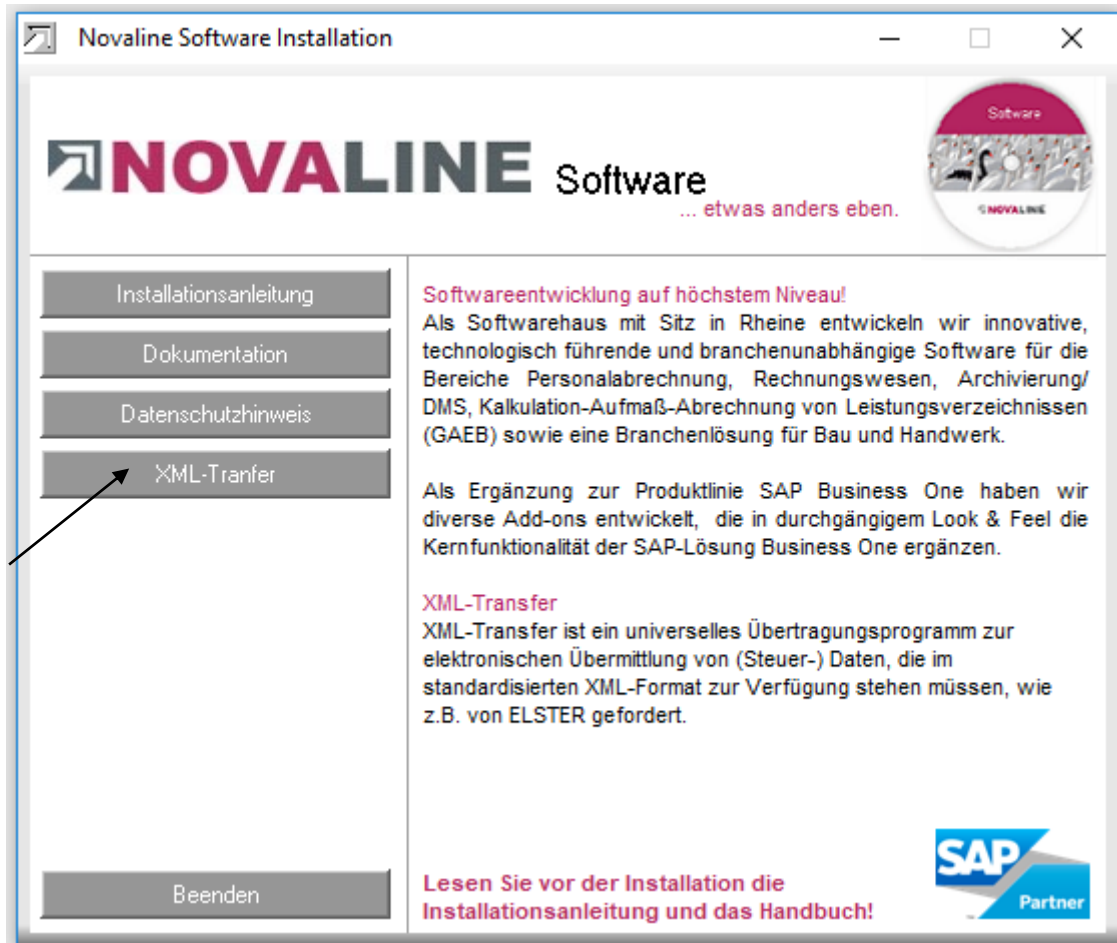 Novaline Software Installation
NOVALINE Software
... etwas anders eben.
Software
NOVALINE
Installationsanleitung
Dokumentation
Datenschutzhinweis
XML-Tranfer
Beenden
Softwareentwicklung auf höchstem Niveau!
Als Softwarehaus mit Sitz in Rheine entwickeln wir innovative,
technologisch führende und branchenunabhängige Software für die
Bereiche Personalabrechnung, Rechnungswesen, Archivierung/
DMS, Kalkulation-Aufmaß-Abrechnung von Leistungsverzeichnissen
(GAEB) sowie eine Branchenlösung für Bau und Handwerk.
Als Ergänzung zur Produktlinie SAP Business One haben wir
diverse Add-ons entwickelt, die in durchgängigem Look & Feel die
Kernfunktionalität der SAP-Lösung Business One ergänzen.
XML-Transfer
XML-Transfer ist ein universelles Übertragungsprogramm zur
elektronischen Übermittlung von (Steuer-) Daten, die im
standardisierten XML-Format zur Verfügung stehen müssen, wie
z.B. von ELSTER gefordert.
Lesen Sie vor der Installation die
Installationsanleitung und das Handbuch!
SAP
Partner